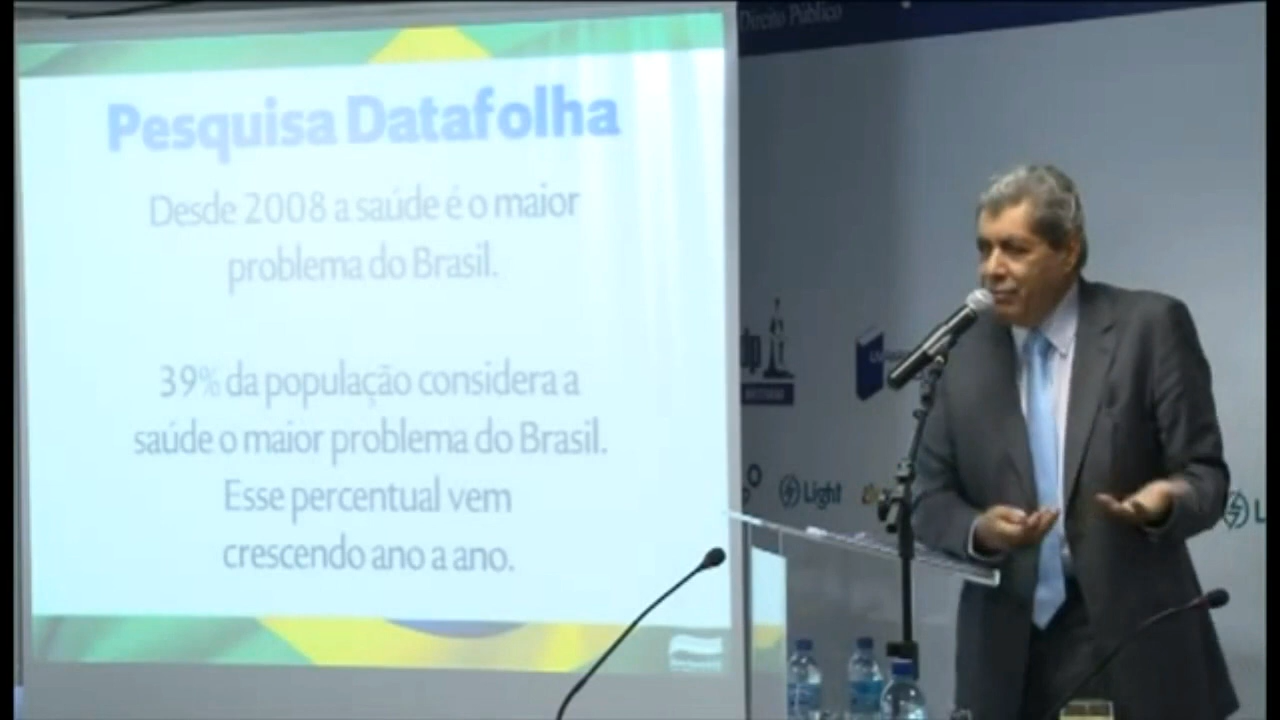 Direito Público
Pesquisa Datafolha
Desde 2008 a saúde é o maior
problema do Brasil.
39% da população considera a
saúde o maior problema do Brasil.
Esse percentual vem
crescendo ano a ano.
Light